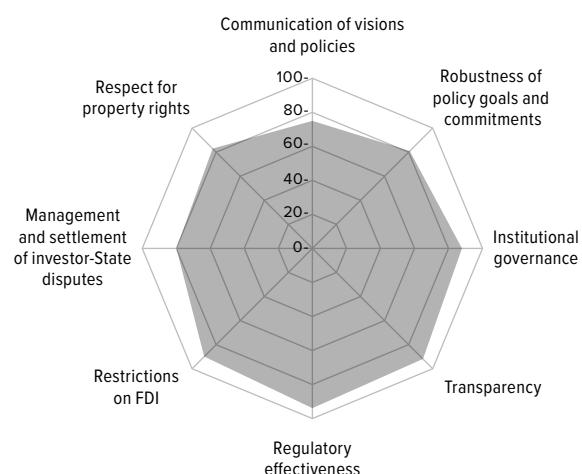 Communication of visions
and policies
Robustness of
policy goals and
commitments
Respect for
property rights
100-
80-
60-
40-
20-
0-
Management
and settlement
of investor-State
disputes
Institutional
governance
Restrictions
on FDI
Transparency
Regulatory
effectiveness